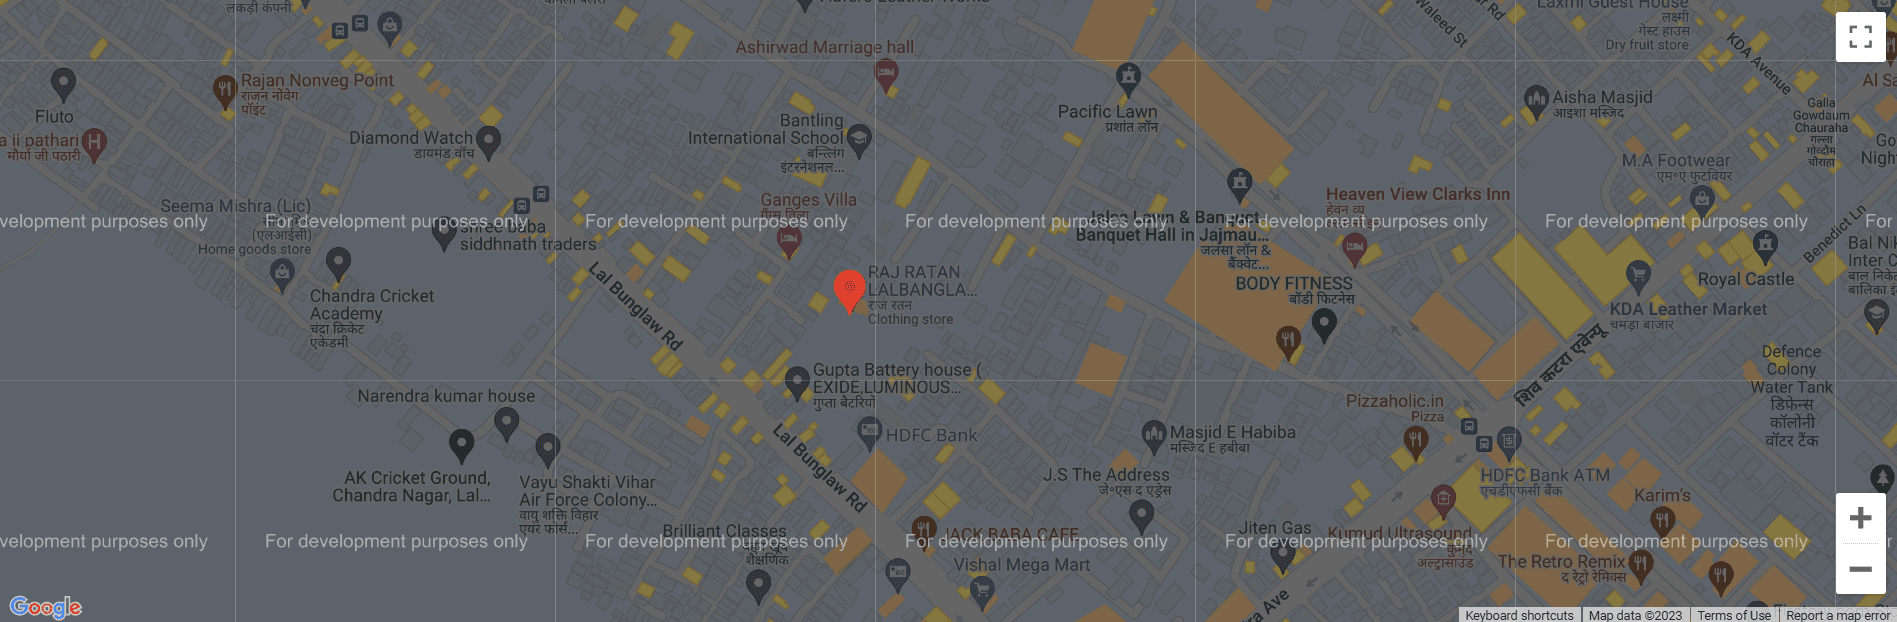 लकड़ी कंपनी
Waleed St
Laxmi Guest House
लक्ष्मी
गेस्ट हाउस
Dry fruit store
KDA Avenue
Ashirwad Marriage hall
Rajan Nonveg Point
राजन नॉनवेग
पॉइंट
Fluto
a ii pathari
मौर्या जी पठारी
Diamond Watch
डायमंड वॉच
Bantling
International School
बन्लिंग
इंटरनेशनल...
Pacific Lawn
प्रशांत लॉन
Aisha Masjid
आइशा मस्जिद
Al Sa
Galla
Gowdaum
Chauraha
गल्ला
गोव्दौम
चौराहा
Go
Nigh
M.A Footwear
एम॰ए॰ फुटवियर
Seema Mishra (Lic)
(एलआईसी)
Home goods store
Ganges Villa
गैंगेस विला
Heaven View Clarks Inn
हेवन व्यू
velopment purposes only
For development purposes only
For development purposes only
For development purposes only
For development purposes only
For development purposes only
For
Shree baba
siddhnath traders
Jalsa Lawn & Banquet
Banquet Hall in Jajmau...
जलसा लॉन &
बैंक्वेट...
Benedict Ln
Bal Nik
Inter C
बाल निके
बालिका इं
Royal Castle
Lal Bunglaw Rd
RAJ RATAN
LALBANGLA...
राज रतन
Clothing store
BODY FITNESS
बॉडी फिटनेस
Chandra Cricket
Academy
चंद्रा क्रिकेट
एकेडमी
KDA Leather Market
चमड़ा बाजार
शिव कटरा एवेन्यू
Defence
Colony
Water Tank
डिफेन्स
कॉलोनी
वॉटर टैंक
Gupta Battery house (
EXIDE,LUMINOUS...
गुप्ता बैटरियों
Narendra kumar house
Pizzaholic.in
Pizza
HDFC Bank
Masjid E Habiba
मस्जिद E हबीबा
Lal Bunglaw Rd
AK Cricket Ground,
Chandra Nagar, Lal...
Vayu Shakti Vihar
Air Force Colony...
वायु शक्ति विहार
एयर फोर्स...
J.S The Address
जे॰एस द एड्रेस
HDFC Bank ATM
एचडीएफसी बैंक
Karim's
Brilliant Classes
शैक्षणिक
JACK BABA CAFE
Jiten Gas
Kumud Ultrasound
कुमुद
अल्ट्रासाउंड
velopment purposes only
For development purposes only
For development purposes only
For development purposes only
For development purposes only
For development purposes only
Vishal Mega Mart
The Retro Remix
द रेट्रो रेमिक्स
Google
Keyboard shortcuts
Map data ©2023
Terms of Use
Report a map error